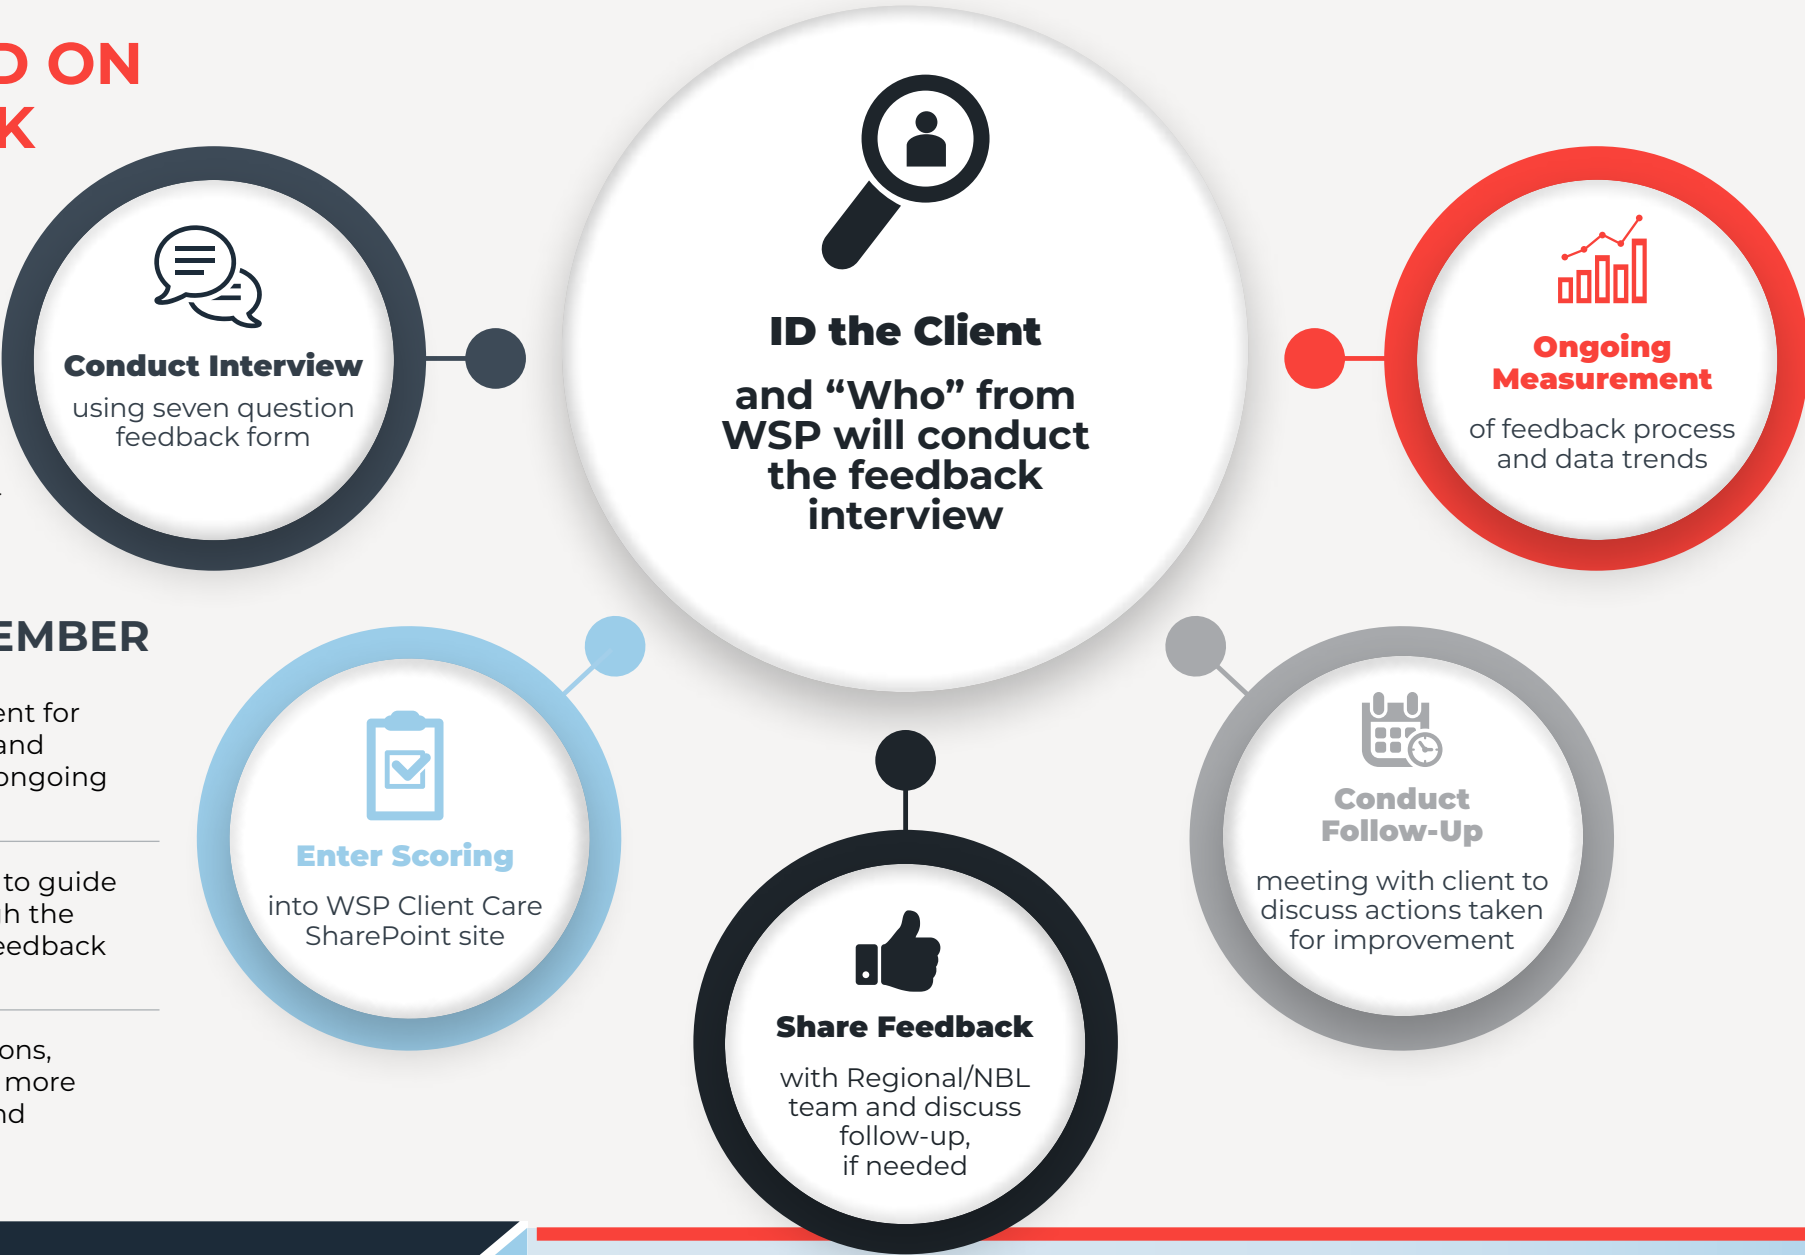 D ON
K
Conduct Interview
using seven question
feedback form
ID the Client
and “Who” from
WSP will conduct
the feedback
interview
Ongoing
Measurement
of feedback process
and data trends
EMBER
ent for
and
ongoing
to guide
gh the
eedback
ons,
more
nd
Enter Scoring
into WSP Client Care
SharePoint site
Share Feedback
with Regional/NBL
team and discuss
follow-up,
if needed
Conduct
Follow-Up
meeting with client to
discuss actions taken
for improvement